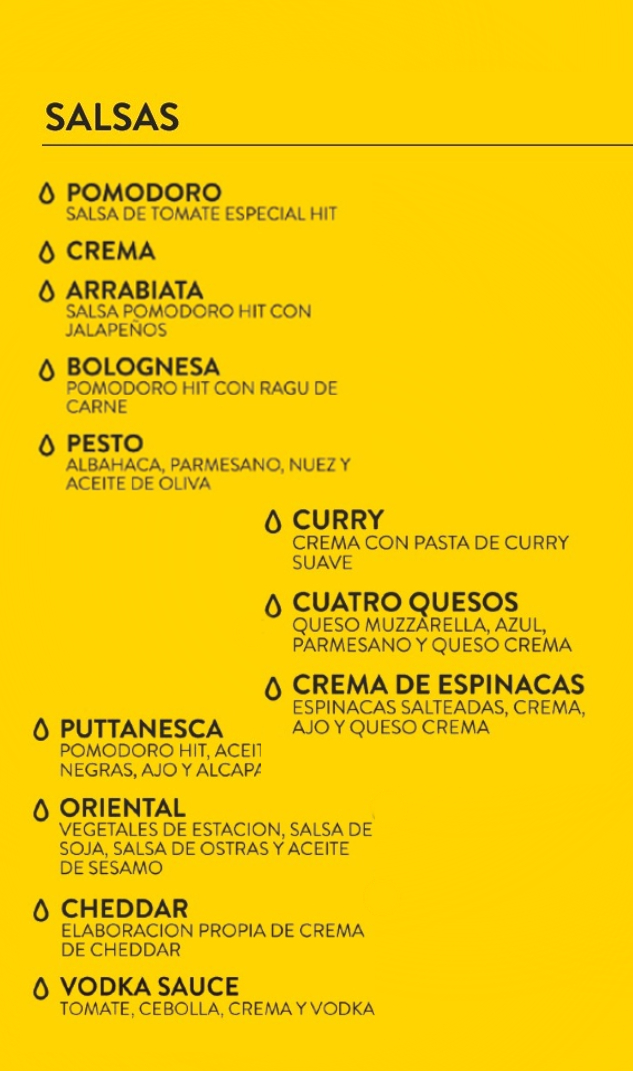 SALSAS
POMODORO
SALSA DE TOMATE ESPECIAL HIT
CREMA
ARRABIATA
SALSA POMODORO HIT CON
JALAPEÑOS
BOLOGNESA
POMODORO HIT CON RAGU DE
CARNE
PESTO
ALBAHACA, PARMESANO, NUEZ Y
ACEITE DE OLIVA
CURRY
CREMA CON PASTA DE CURRY
SUAVE
CUATRO QUESOS
QUESO MUZZARELLA, AZUL,
PARMESANO Y QUESO CREMA
CREMA DE ESPINACAS
ESPINACAS SALTEADAS, CREMA,
AJO Y QUESO CREMA
PUTTANESCA
POMODORO HIT,
NEGRAS, AJO Y
ORIENTAL
VEGETALES DE ESTACION, SALSA DE
SOJA, SALSA DE OSTRAS Y ACEITE
DE SESAMO
CHEDDAR
ELABORACION PROPIA DE CREMA
DE CHEDDAR
VODKA SAUCE
TOMATE, CEBOLLA, CREMA Y VODKA